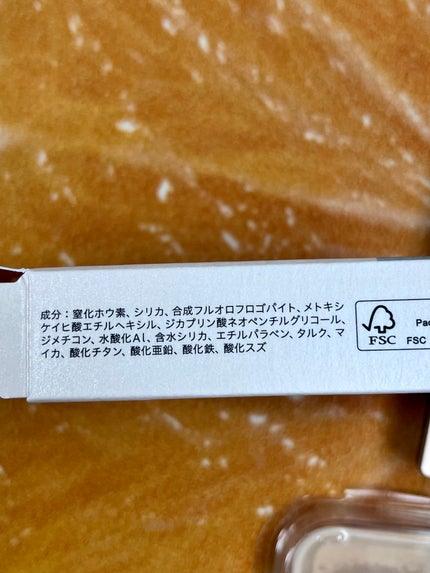 成分：窒化ホウ素、シリカ、合成フルオロフロゴパイト、メトキシ
ケイヒ酸エチルヘキシル、ジカプリン酸ネオペンチルグリコール、
ジメチコン、水酸化Al、含水シリカ、エチルパラベン、タルク、マ
イカ、酸化チタン、酸化亜鉛、酸化鉄、酸化スズ
FSC
Pac
FSC